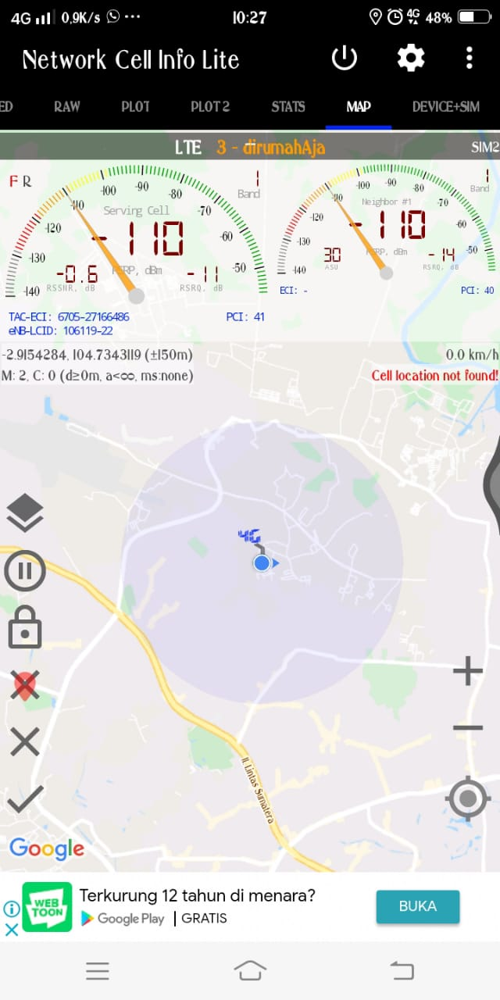 4G 0,9K/s ... 10:27 4G 48%
Network Cell Info Lite
ED RAW PLOT PLOT 2 STATS MAP DEVICE+SIM
LTE 3 - dirumahAja SIM2
F R
1
Band
-140 -130 -120 -110 -100 -90 -80 -70 -60 -50
Serving Cell
-110
RSRP, dBm
-0.6
RSSNR, dB
-11
RSRQ, dB
1
Band
-140 -130 -120 -110 -100 -90 -80 -70 -60 -50
Neighbor #1
-110
RSRP, dBm
30
ASU
-14
RSRQ, dB
ECI: - PCI: 40
TAC-ECI: 6705-27166486 PCI: 41
eNB-LCID: 106119-22
-2.9154284, 104.7343119 (±150m) 0.0 km/h
M: 2, C: 0 (d≥0m, a<∞, ms:none) Cell location not found!
4G
Jl. Lintas Sumatera
Google
WEB
TOON
Terkurung 12 tahun di menara?
Google Play | GRATIS
BUKA